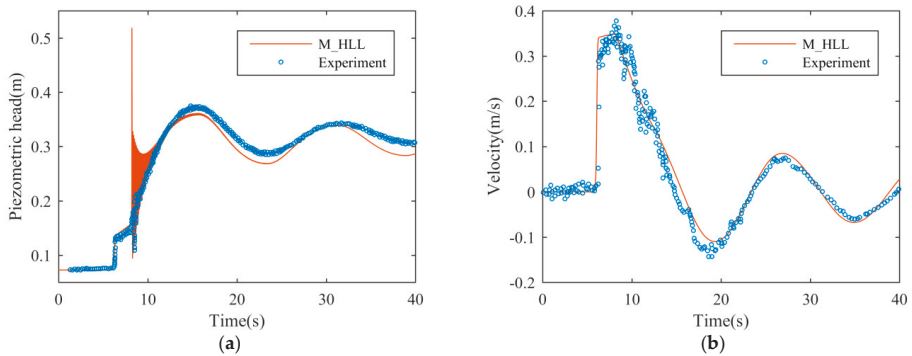 (a)
0.5
0.4
0.3
0.2
0.1
Piezometric head(m)
M_HLL
Experiment
0 10 20 30 40
Time(s)
(a)
(b)
0.4
0.3
0.2
0.1
0
-0.1
-0.2
Velocity(m/s)
M_HLL
Experiment
0 10 20 30 40
Time(s)
(b)